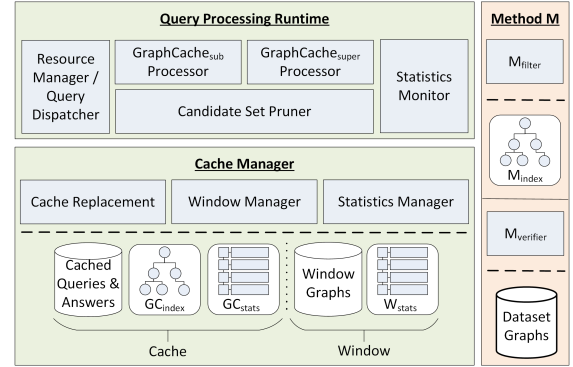 Query Processing Runtime
Resource
Manager /
Query
Dispatcher
GraphCachesub
Processor
GraphCachesuper
Processor
Candidate Set Pruner
Statistics
Monitor
Cache Manager
Cache Replacement
Window Manager
Statistics Manager
Cached
Queries &
Answers
GCindex
GCstats
Window
Graphs
Wstats
Cache
Window
Method M
Mfilter
Mindex
Mverifier
Dataset
Graphs